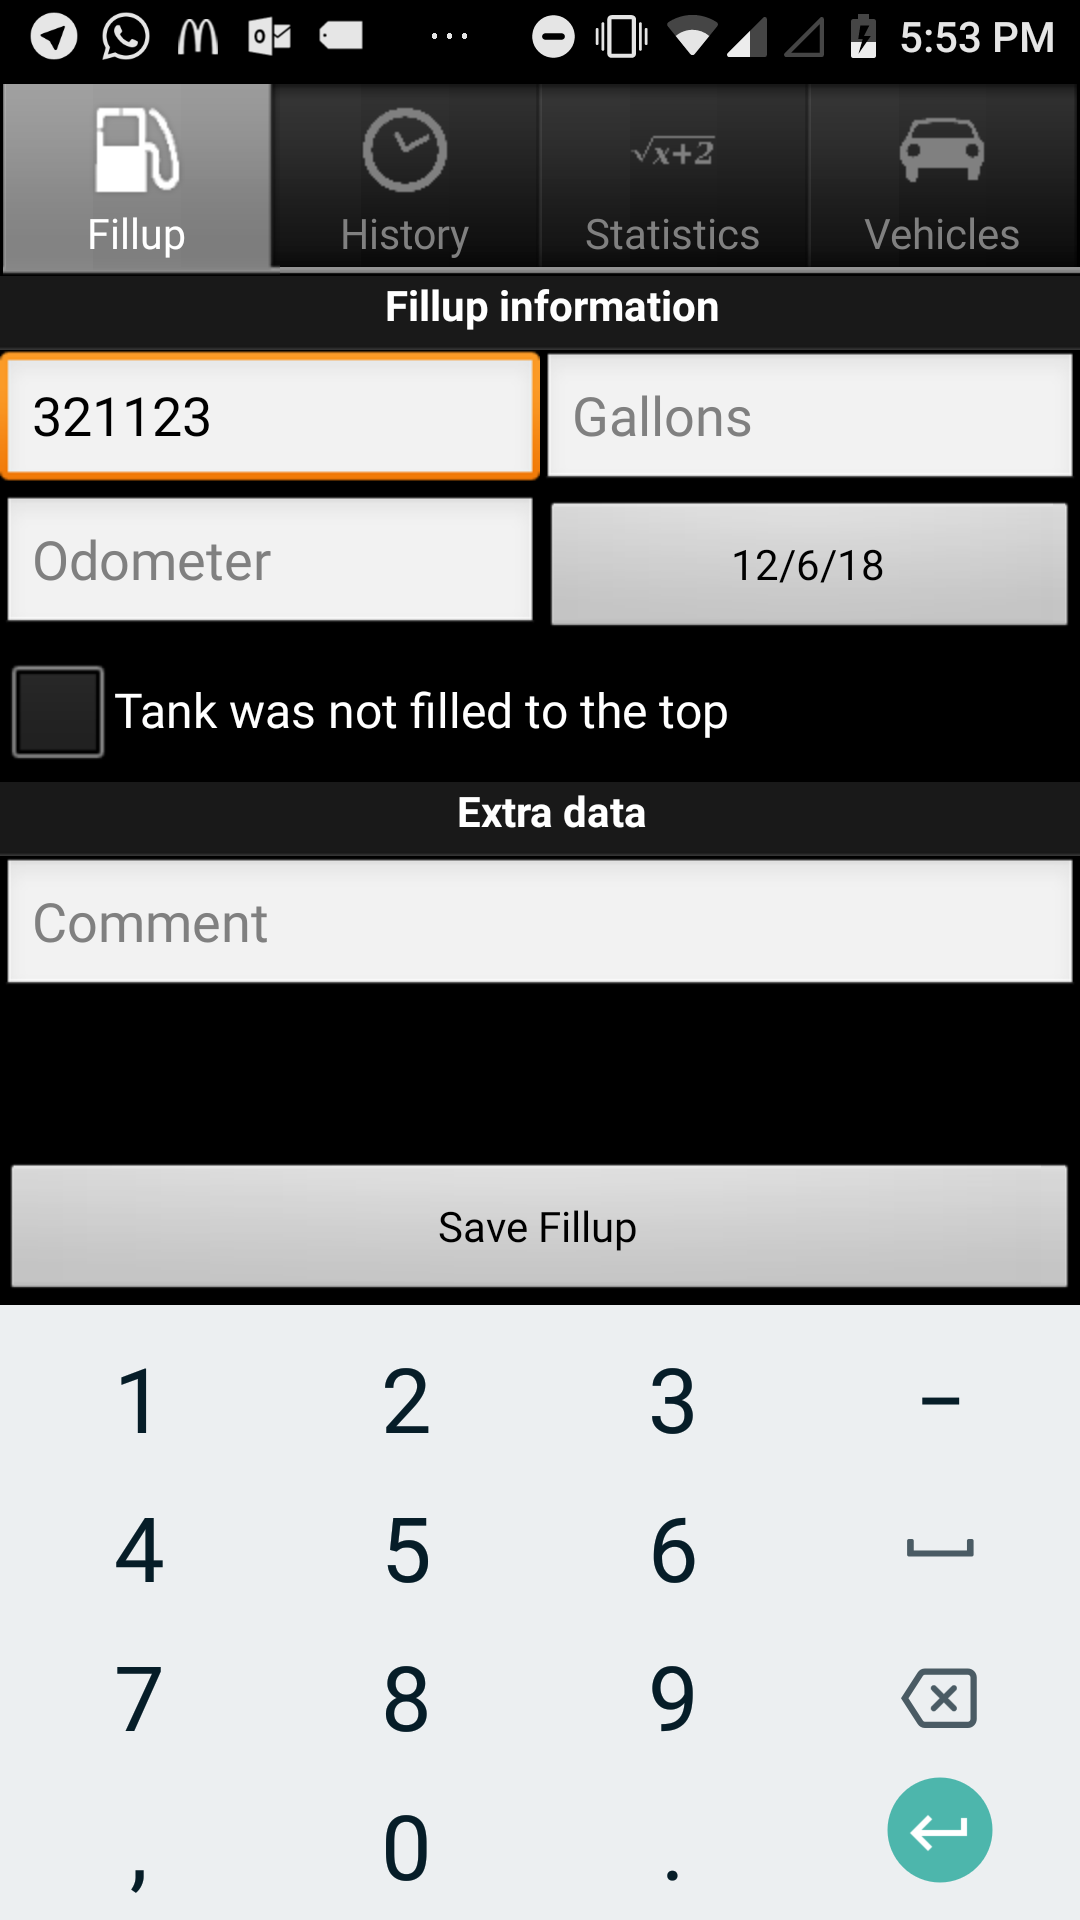 5:53 PM
Fillup
History
√x+2
Statistics
Vehicles
Fillup information
321123
Gallons
Odometer
12/6/18
Tank was not filled to the top
Extra data
Comment
Save Fillup
1 2 3 −
4 5 6
7 8 9
, 0 .